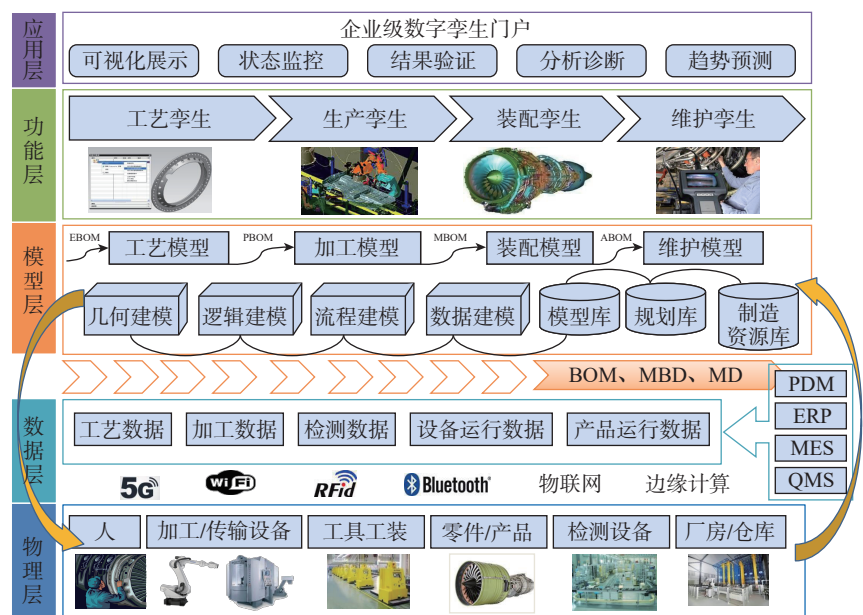 应用层
企业级数字孪生门户
可视化展示
状态监控
结果验证
分析诊断
趋势预测
功能层
工艺孪生
生产孪生
装配孪生
维护孪生
模型层
EBOM
工艺模型
PBOM
加工模型
MBOM
装配模型
ABOM
维护模型
几何建模
逻辑建模
流程建模
数据建模
模型库
规划库
制造
资源库
BOM、MBD、MD
PDM
ERP
MES
QMS
数据层
工艺数据
加工数据
检测数据
设备运行数据
产品运行数据
5G
WiFi
RFid
Bluetooth
物联网
边缘计算
物理层
人
加工/传输设备
工具工装
零件/产品
检测设备
厂房/仓库